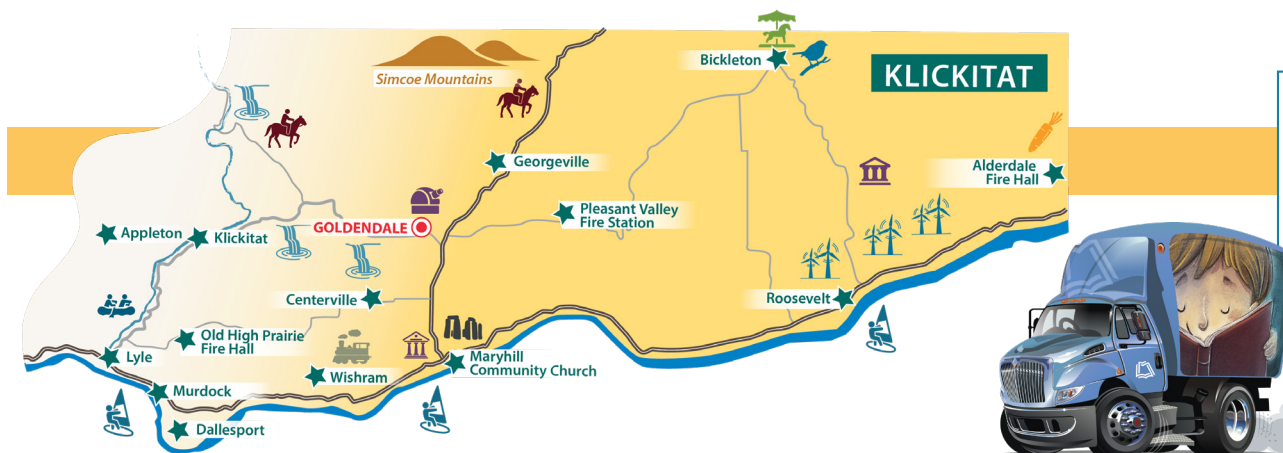 Bickleton
KLICKITAT
Simcoe Mountains
Georgeville
Alderdale
Fire Hall
Pleasant Valley
Fire Station
GOLDENDALE
Appleton
Klickitat
Centerville
Roosevelt
Old High Prairie
Fire Hall
Lyle
Maryhill
Community Church
Wishram
Murdock
Dallesport